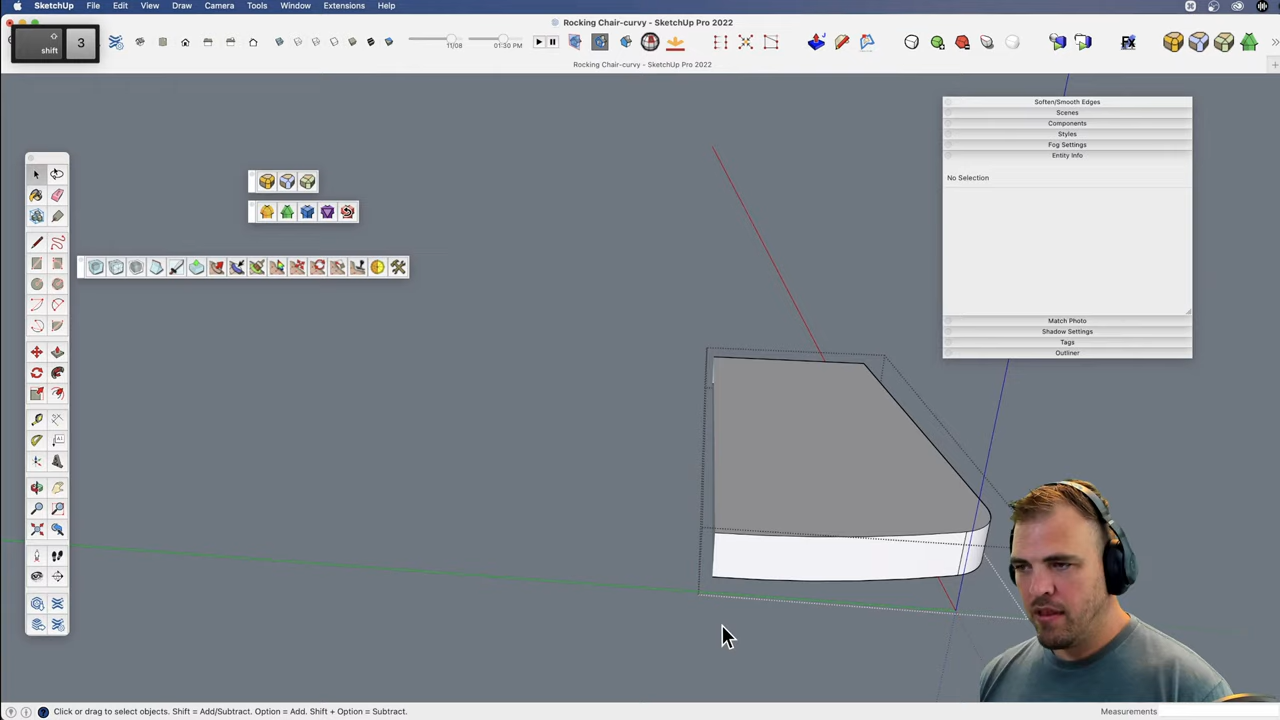 SketchUp File Edit View Draw Camera Tools Window Extensions Help
Rocking Chair-curvy - SketchUp Pro 2022
shift 3
11/08 01:30 PM
Rocking Chair-curvy - SketchUp Pro 2022
Soften/Smooth Edges
Scenes
Components
Styles
Fog Settings
Entity Info
No Selection
Match Photo
Shadow Settings
Tags
Outliner
Click or drag to select objects. Shift = Add/Subtract. Option = Add. Shift + Option = Subtract.
Measurements